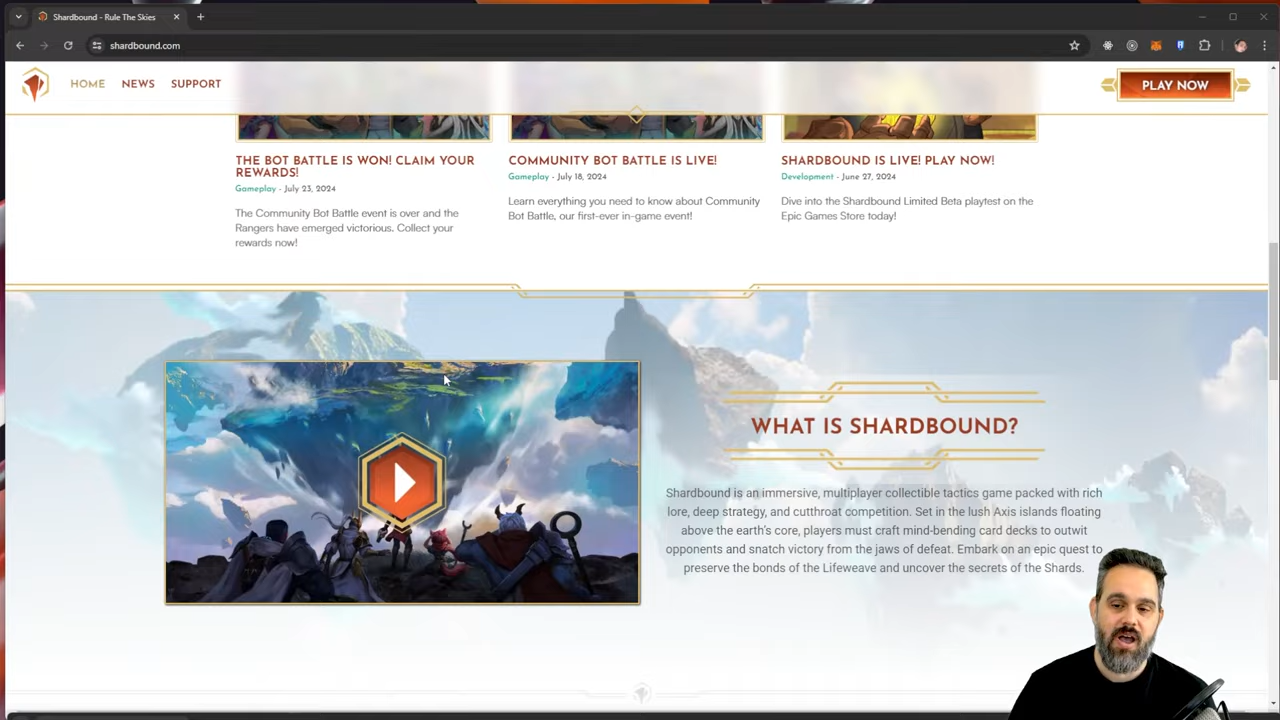 Shardbound - Rule The Skies
shardbound.com
HOME NEWS SUPPORT
PLAY NOW
THE BOT BATTLE IS WON! CLAIM YOUR
REWARDS!
Gameplay - July 23, 2024
The Community Bot Battle event is over and the
Rangers have emerged victorious. Collect your
rewards now!
COMMUNITY BOT BATTLE IS LIVE!
Gameplay - July 18, 2024
Learn everything you need to know about Community
Bot Battle, our first-ever in-game event!
SHARDBOUND IS LIVE! PLAY NOW!
Development - June 27, 2024
Dive into the Shardbound Limited Beta playtest on the
Epic Games Store today!
WHAT IS SHARDBOUND?
Shardbound is an immersive, multiplayer collectible tactics game packed with rich
lore, deep strategy, and cutthroat competition. Set in the lush Axis islands floating
above the earth's core, players must craft mind-bending card decks to outwit
opponents and snatch victory from the jaws of defeat. Embark on an epic quest to
preserve the bonds of the Lifeweave and uncover the secrets of the Shards.